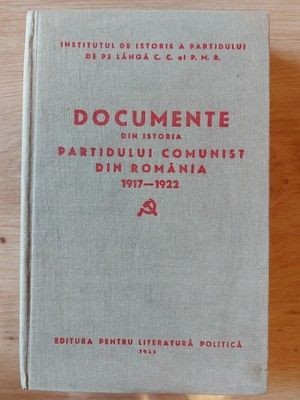 INSTITUTUL DE ISTORIE A PARTIDULUI
DE PE LÎNGĂ C. C. al P. M. R.
DOCUMENTE
DIN ISTORIA
PARTIDULUI COMUNIST
DIN ROMÂNIA
1917—1922
EDITURA PENTRU LITERATURĂ POLITICĂ
1953